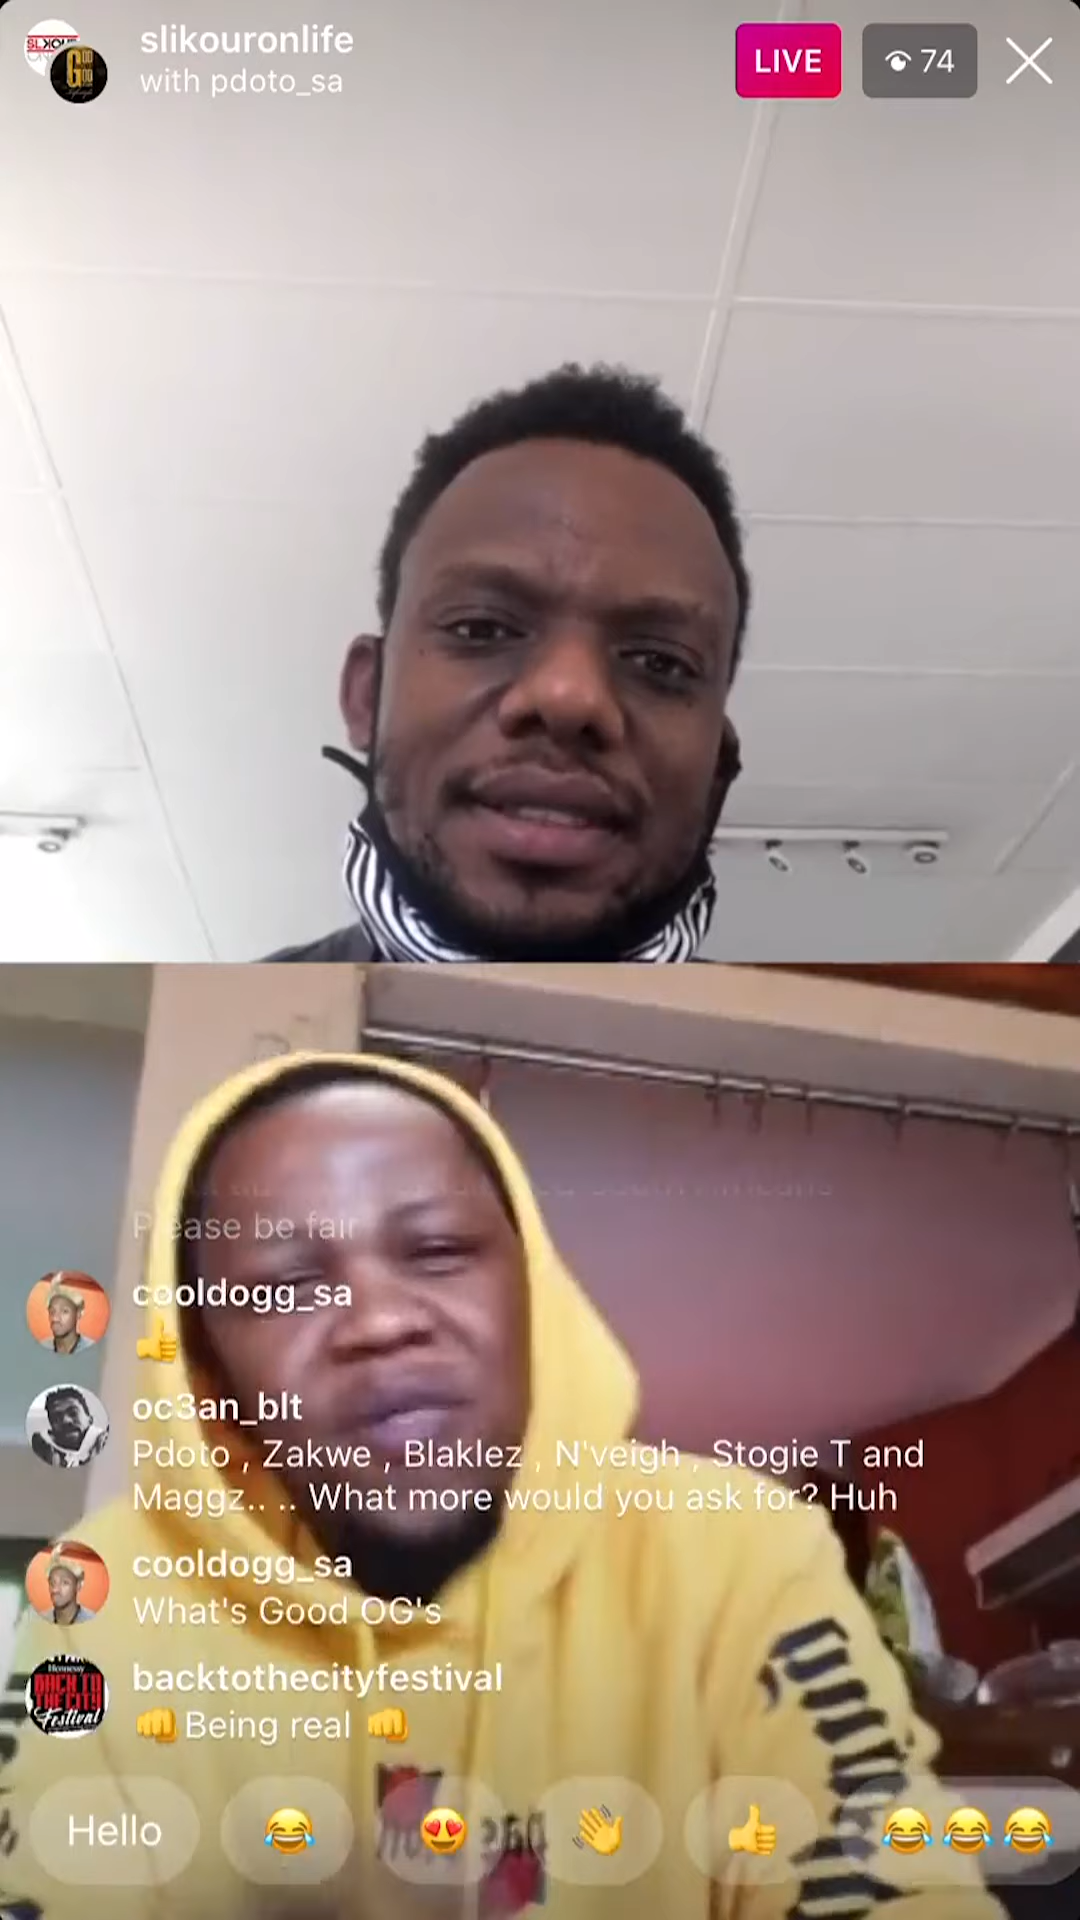 slikouronlife
with pdoto_sa
LIVE
74
Please be fair
cooldogg_sa
👍
oc3an_blt
Pdoto , Zakwe , Blaklez , N'veigh , Stogie T and
Maggz.. .. What more would you ask for? Huh
cooldogg_sa
What's Good OG's
backtothecityfestival
👊Being real 👊
Hello 😂 😍 👋 👍 😂😂😂